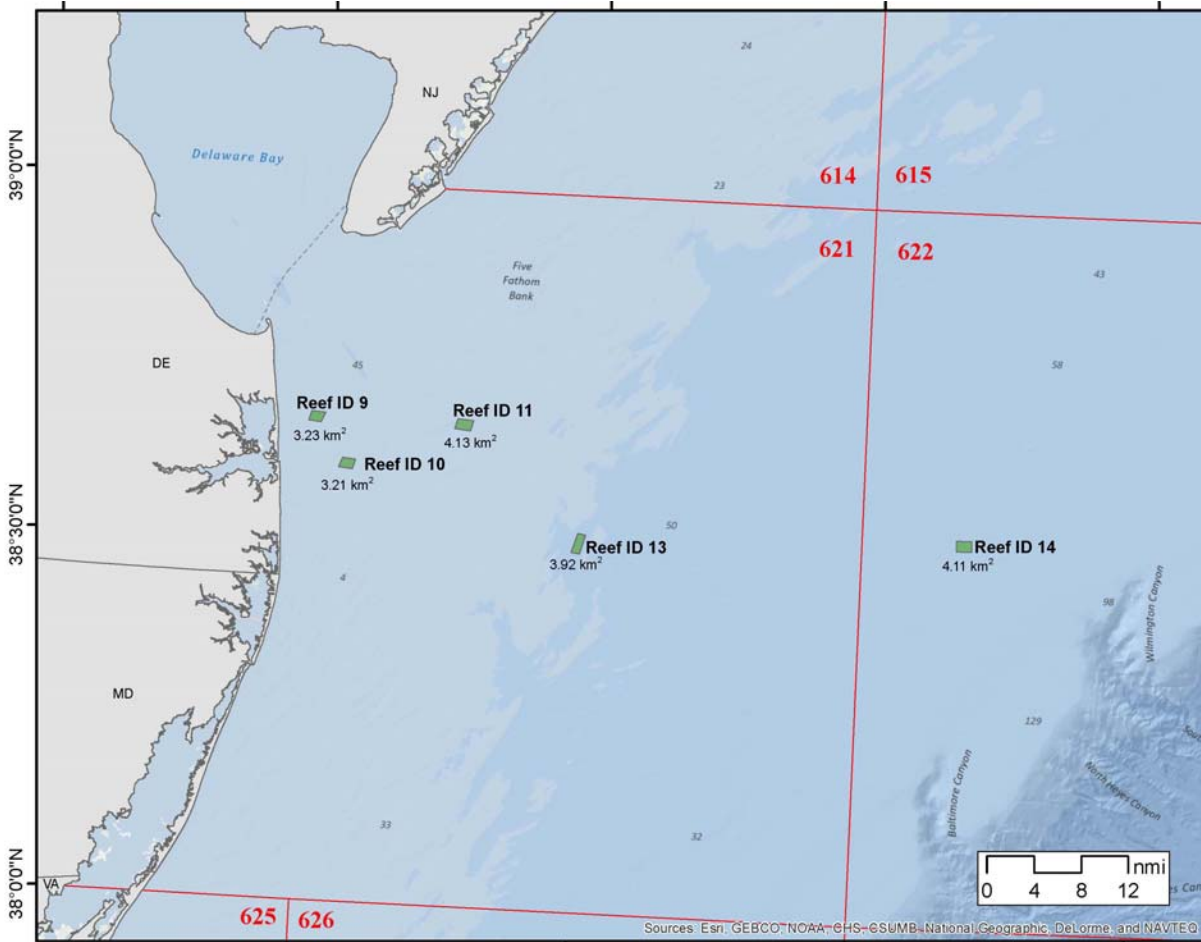 24
NJ
Delaware Bay
39°0'0"N
614
615
23
621
622
Five
Fathom
Bank
43
DE
45
58
Reef ID 9
3.23 km²
Reef ID 11
4.13 km²
Reef ID 10
3.21 km²
38°30'0"N
50
Reef ID 13
3.92 km²
Reef ID 14
4.11 km²
4
98
Wilmington Canyon
MD
129
Baltimore Canyon
North Heyes Canyon
33
32
nmi
0 4 8 12
38°0'0"N
VA
625
626
Sources: Esri, GEBCO, NOAA, CHS, CSUMB, National Geographic, DeLorme, and NAVTEQ